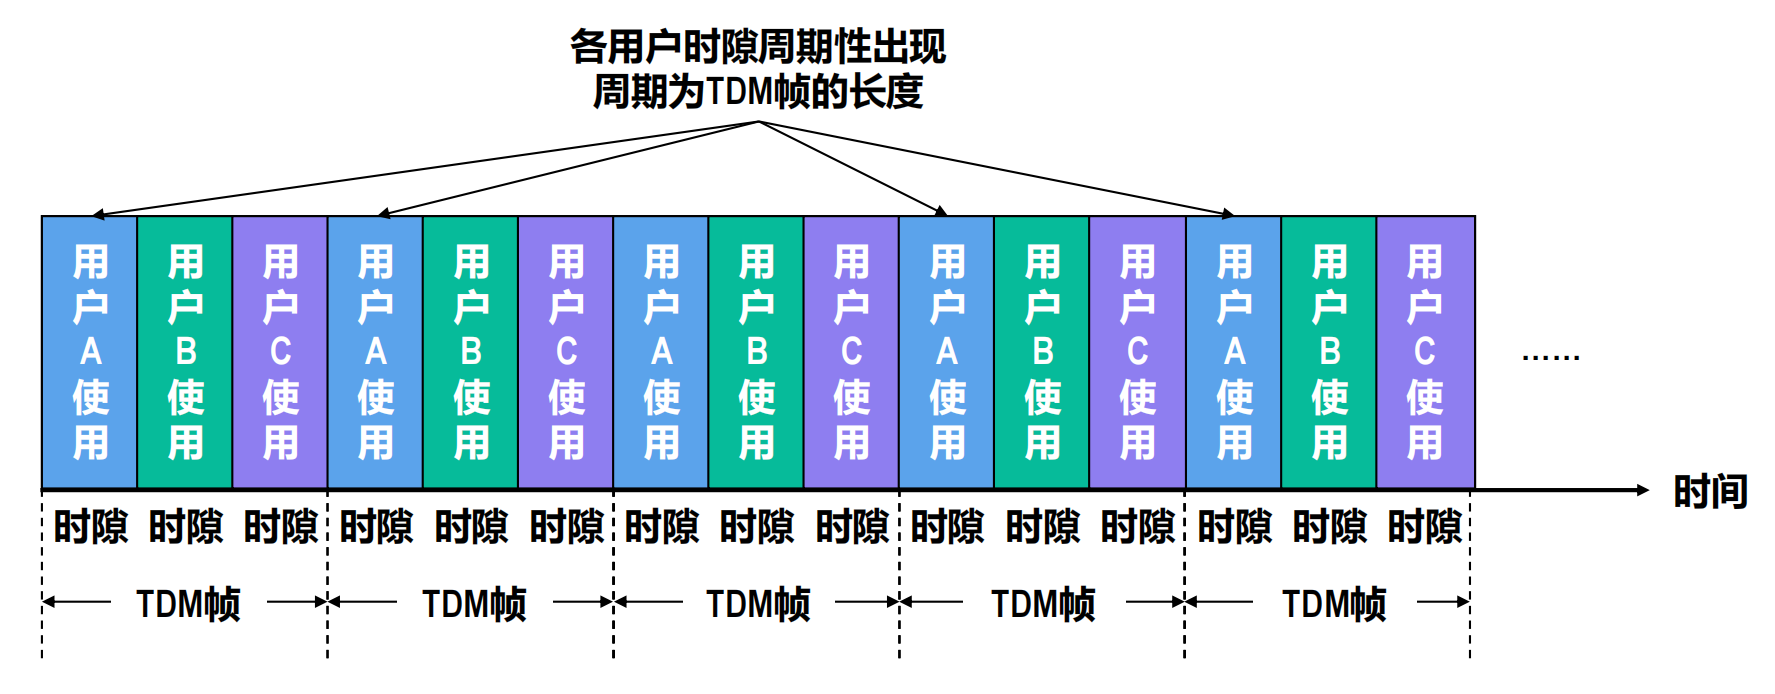 各用户时隙周期性出现
周期为TDM帧的长度
用户A使用
用户B使用
用户C使用
用户A使用
用户B使用
用户C使用
用户A使用
用户B使用
用户C使用
用户A使用
用户B使用
用户C使用
用户A使用
用户B使用
用户C使用
……
时间
时隙 时隙 时隙 时隙 时隙 时隙 时隙 时隙 时隙 时隙 时隙 时隙 时隙 时隙 时隙
TDM帧 TDM帧 TDM帧 TDM帧 TDM帧